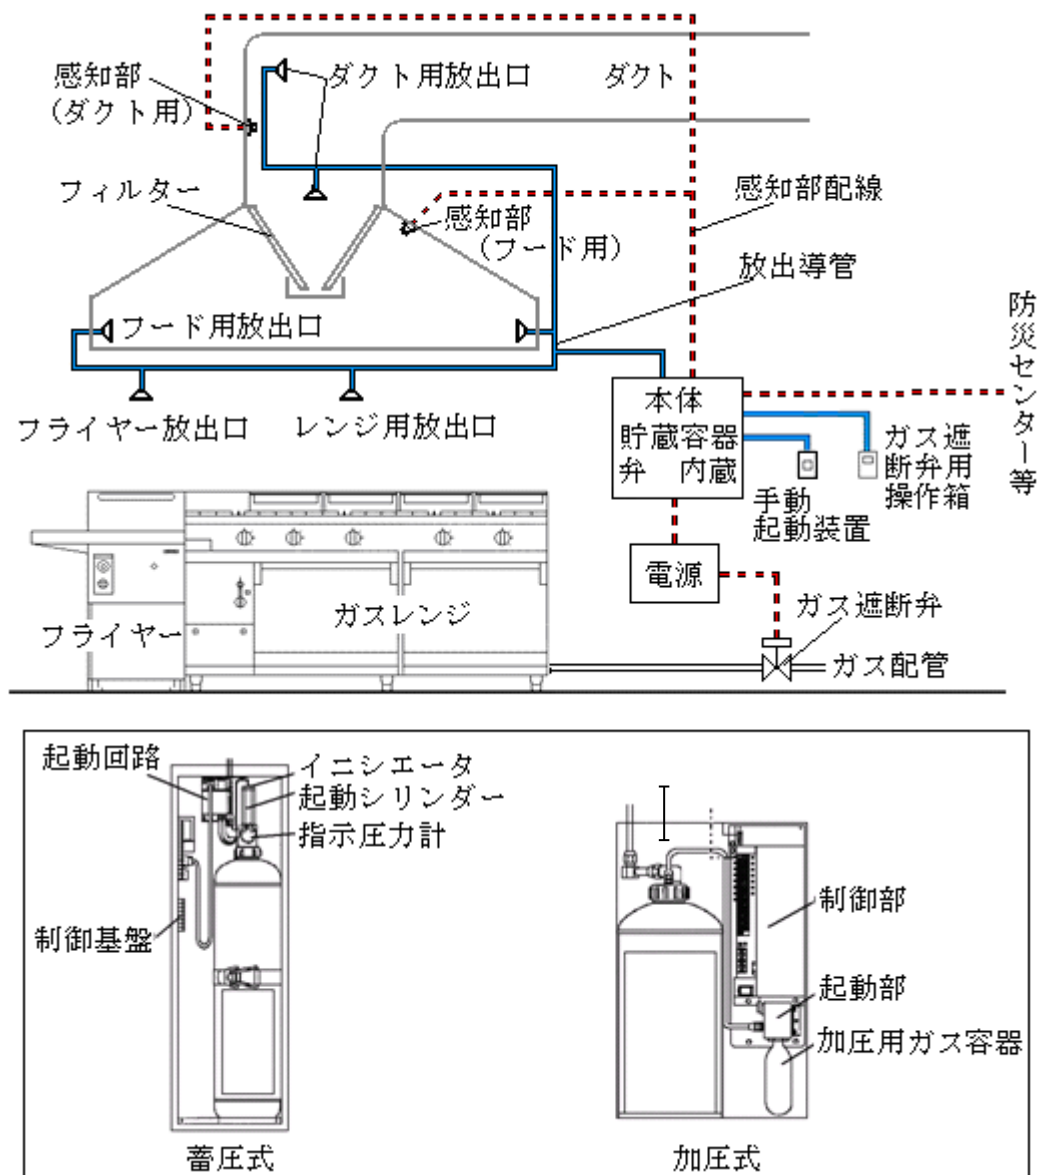 感知部
(ダクト用)
ダクト用放出口
ダクト
フィルター
感知部
(フード用)
感知部配線
放出導管
フード用放出口
フライヤー放出口
レンジ用放出口
本体
貯蔵容器
弁 内蔵
防災センター等
手動
起動装置
ガス遮
断弁用
操作箱
電源
ガス遮断弁
ガス配管
フライヤー
ガスレンジ
起動回路
イニシエータ
起動シリンダー
指示圧力計
制御基盤
蓄圧式
制御部
起動部
加圧用ガス容器
加圧式